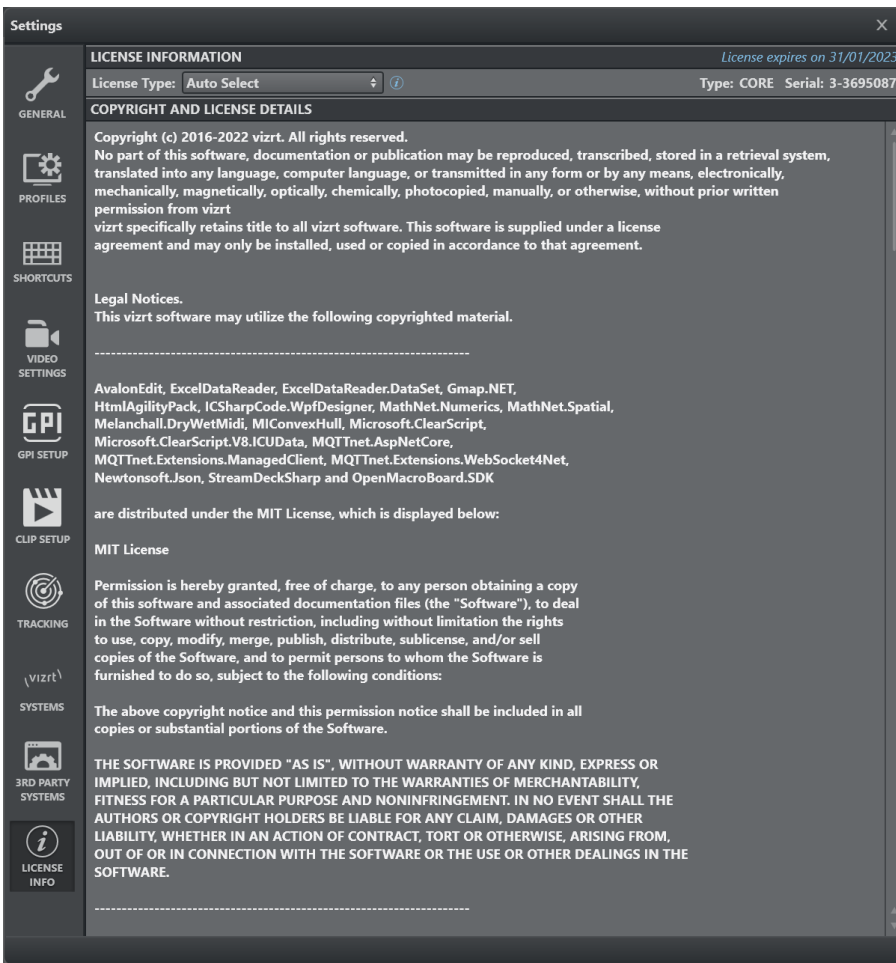 Settings
X
GENERAL
PROFILES
SHORTCUTS
VIDEO
SETTINGS
GPI
GPI SETUP
CLIP SETUP
TRACKING
vizrt
SYSTEMS
3RD PARTY
SYSTEMS
i
LICENSE
INFO
LICENSE INFORMATION
License expires on 31/01/2023
License Type: Auto Select
i
Type: CORE Serial: 3-3695087
COPYRIGHT AND LICENSE DETAILS
Copyright (c) 2016-2022 vizrt. All rights reserved.
No part of this software, documentation or publication may be reproduced, transcribed, stored in a retrieval system,
translated into any language, computer language, or transmitted in any form or by any means, electronically,
mechanically, magnetically, optically, chemically, photocopied, manually, or otherwise, without prior written
permission from vizrt
vizrt specifically retains title to all vizrt software. This software is supplied under a license
agreement and may only be installed, used or copied in accordance to that agreement.
Legal Notices.
This vizrt software may utilize the following copyrighted material.
----------------------------------------------------------------------
AvalonEdit, ExcelDataReader, ExcelDataReader.DataSet, Gmap.NET,
HtmlAgilityPack, ICSharpCode.WpfDesigner, MathNet.Numerics, MathNet.Spatial,
Melanchall.DryWetMidi, MIConvexHull, Microsoft.ClearScript,
Microsoft.ClearScript.V8.ICUData, MQTTnet.AspNetCore,
MQTTnet.Extensions.ManagedClient, MQTTnet.Extensions.WebSocket4Net,
Newtonsoft.Json, StreamDeckSharp and OpenMacroBoard.SDK
are distributed under the MIT License, which is displayed below:
MIT License
Permission is hereby granted, free of charge, to any person obtaining a copy
of this software and associated documentation files (the "Software"), to deal
in the Software without restriction, including without limitation the rights
to use, copy, modify, merge, publish, distribute, sublicense, and/or sell
copies of the Software, and to permit persons to whom the Software is
furnished to do so, subject to the following conditions:
The above copyright notice and this permission notice shall be included in all
copies or substantial portions of the Software.
THE SOFTWARE IS PROVIDED "AS IS", WITHOUT WARRANTY OF ANY KIND, EXPRESS OR
IMPLIED, INCLUDING BUT NOT LIMITED TO THE WARRANTIES OF MERCHANTABILITY,
FITNESS FOR A PARTICULAR PURPOSE AND NONINFRINGEMENT. IN NO EVENT SHALL THE
AUTHORS OR COPYRIGHT HOLDERS BE LIABLE FOR ANY CLAIM, DAMAGES OR OTHER
LIABILITY, WHETHER IN AN ACTION OF CONTRACT, TORT OR OTHERWISE, ARISING FROM,
OUT OF OR IN CONNECTION WITH THE SOFTWARE OR THE USE OR OTHER DEALINGS IN THE
SOFTWARE.
----------------------------------------------------------------------